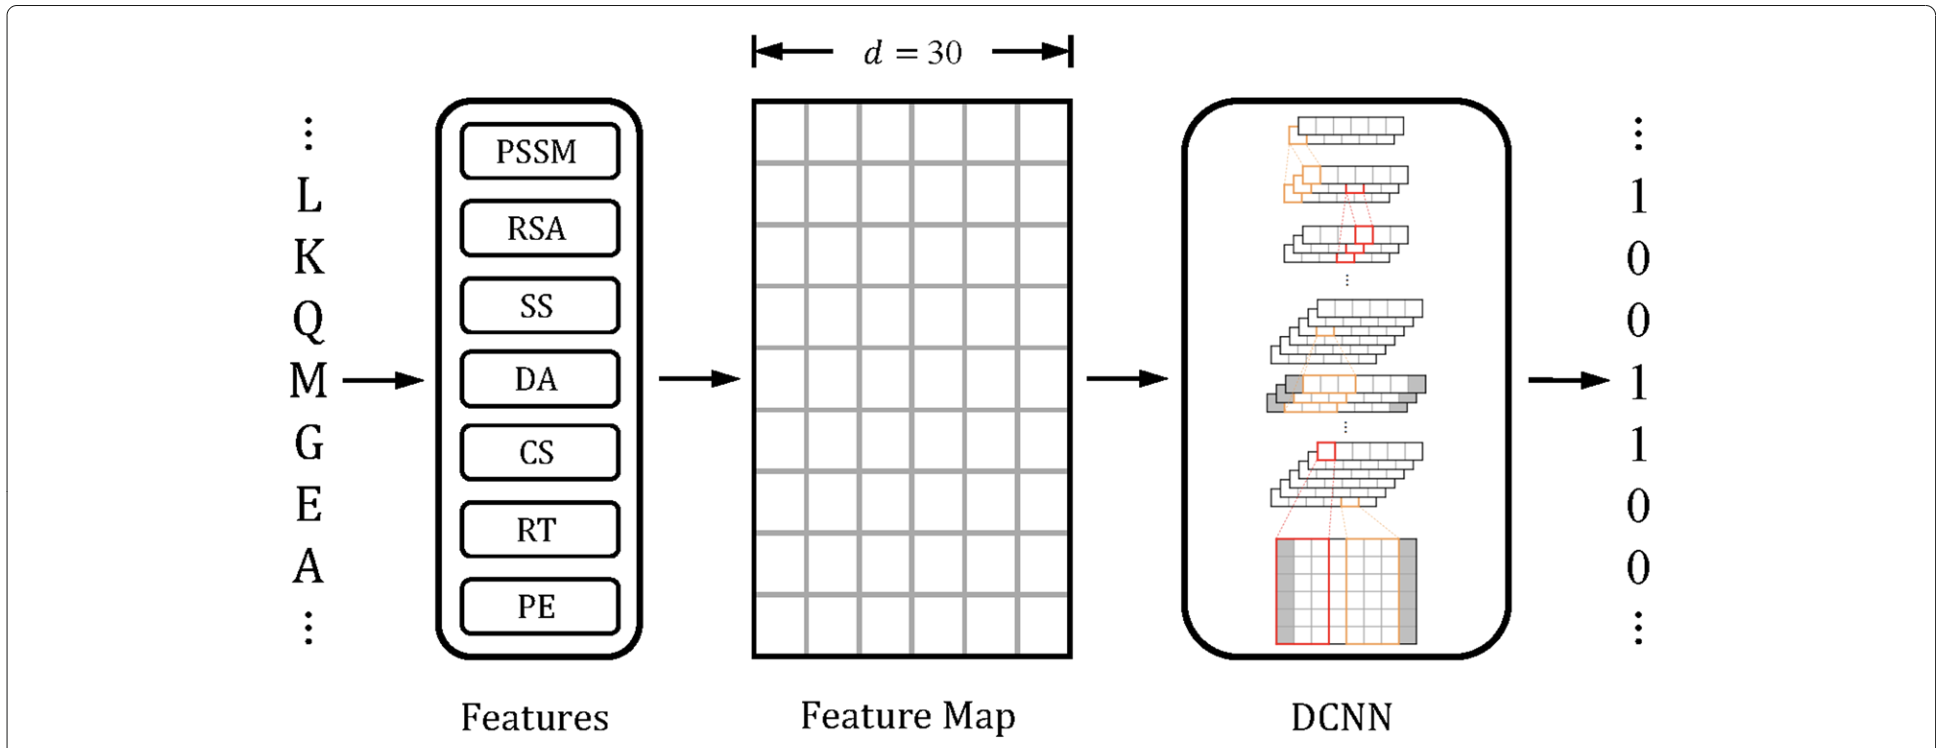 d = 30
⋮
L
K
Q
M
G
E
A
⋮
PSSM
RSA
SS
DA
CS
RT
PE
⋮
⋮
⋮
1
0
0
1
1
0
0
⋮
Features
Feature Map
DCNN